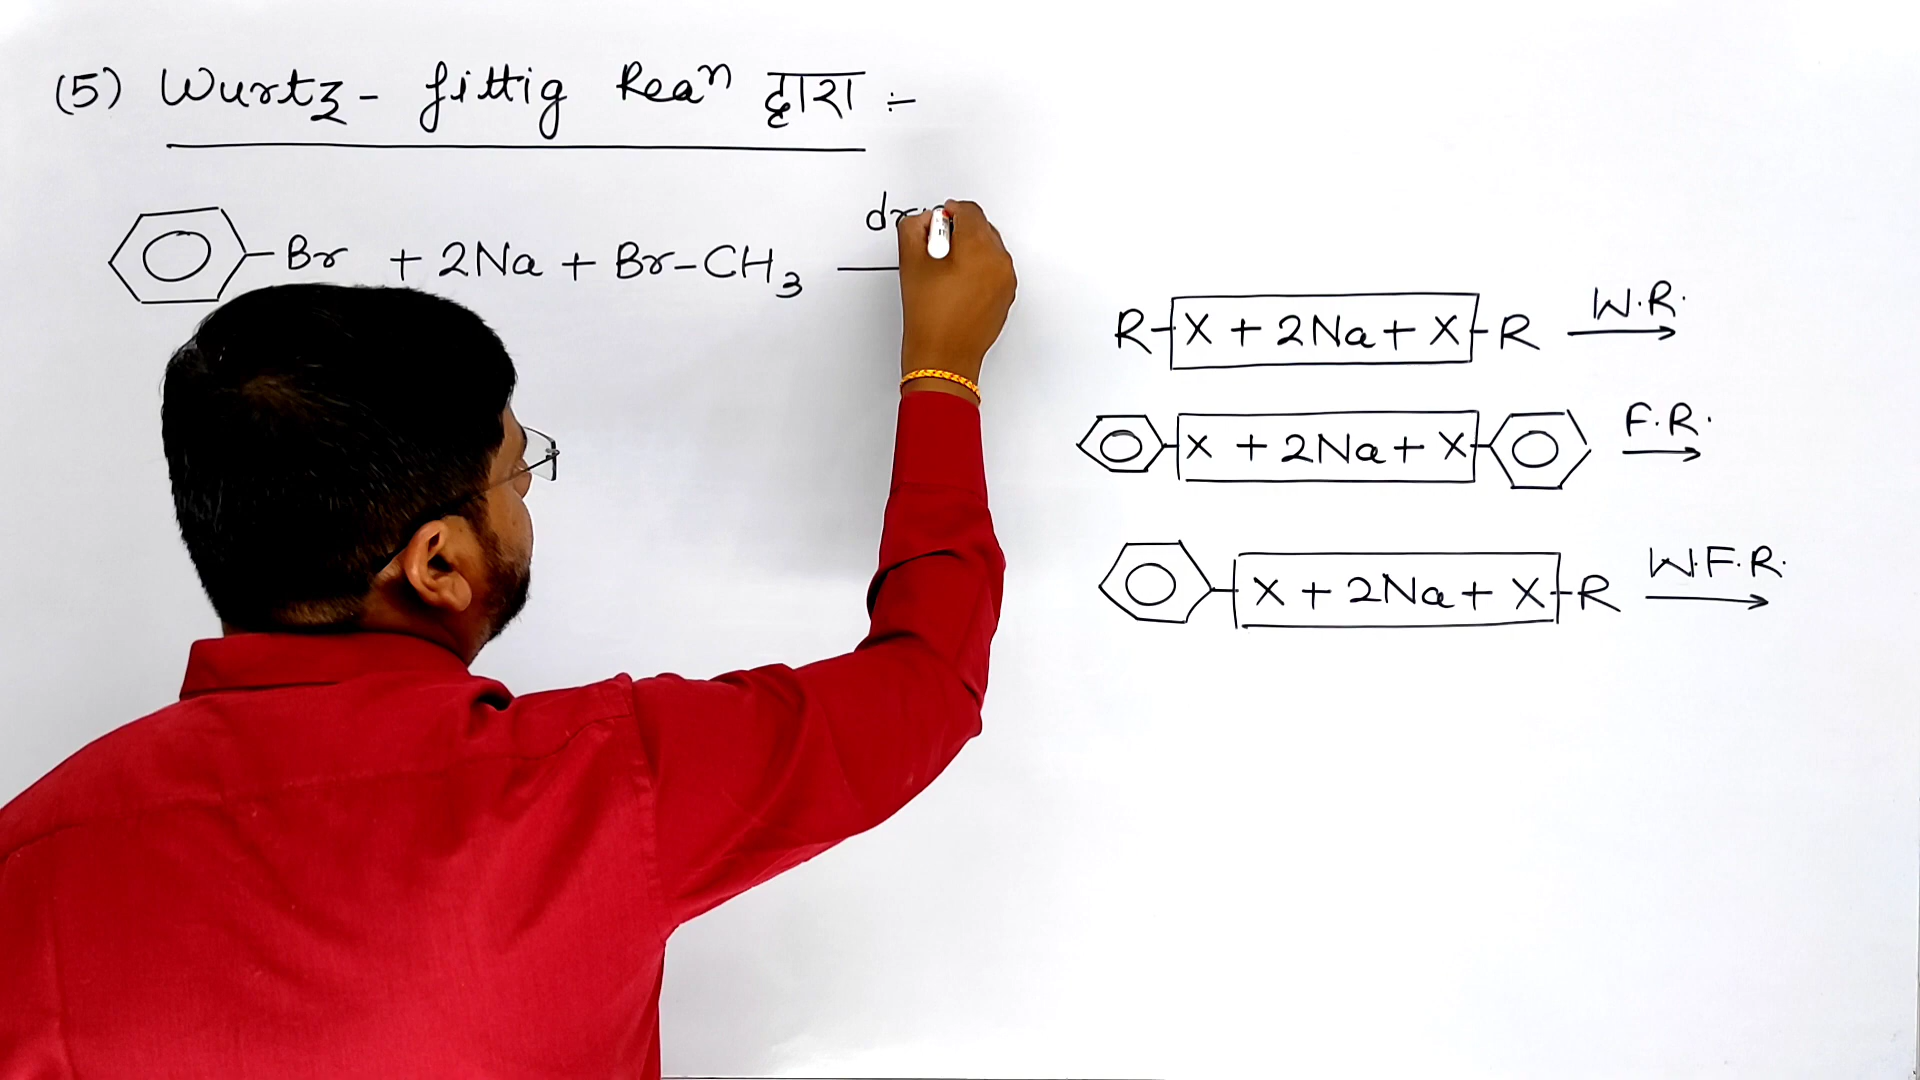 (5) Wurtz - fittig Reaⁿ द्वारा :-
-Br + 2Na + Br-CH₃
R-X + 2Na + X-R W.R. →
-X + 2Na + X- F.R. →
-X + 2Na + X-R W.F.R. →